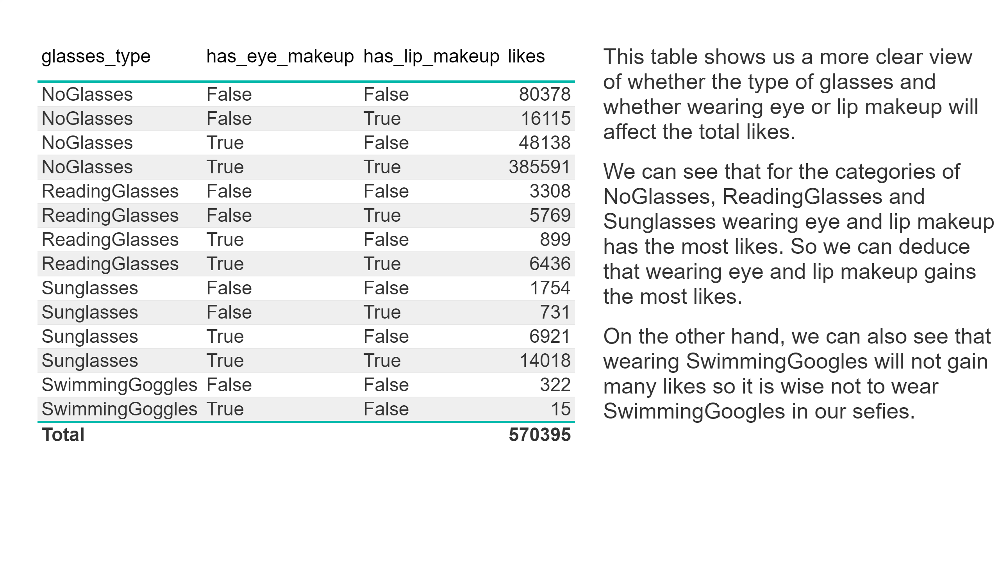 glasses_type has_eye_makeup has_lip_makeup likes
NoGlasses False False 80378
NoGlasses False True 16115
NoGlasses True False 48138
NoGlasses True True 385591
ReadingGlasses False False 3308
ReadingGlasses False True 5769
ReadingGlasses True False 899
ReadingGlasses True True 6436
Sunglasses False False 1754
Sunglasses False True 731
Sunglasses True False 6921
Sunglasses True True 14018
SwimmingGoggles False False 322
SwimmingGoggles True False 15
Total 570395
This table shows us a more clear view
of whether the type of glasses and
whether wearing eye or lip makeup will
affect the total likes.
We can see that for the categories of
NoGlasses, ReadingGlasses and
Sunglasses wearing eye and lip makeup
has the most likes. So we can deduce
that wearing eye and lip makeup gains
the most likes.
On the other hand, we can also see that
wearing SwimmingGoogles will not gain
many likes so it is wise not to wear
SwimmingGoogles in our sefies.